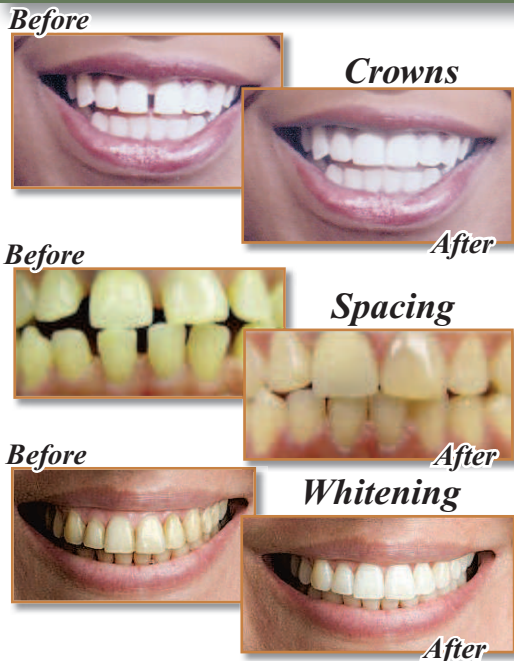 Before
Crowns
After
Before
Spacing
After
Before
Whitening
After